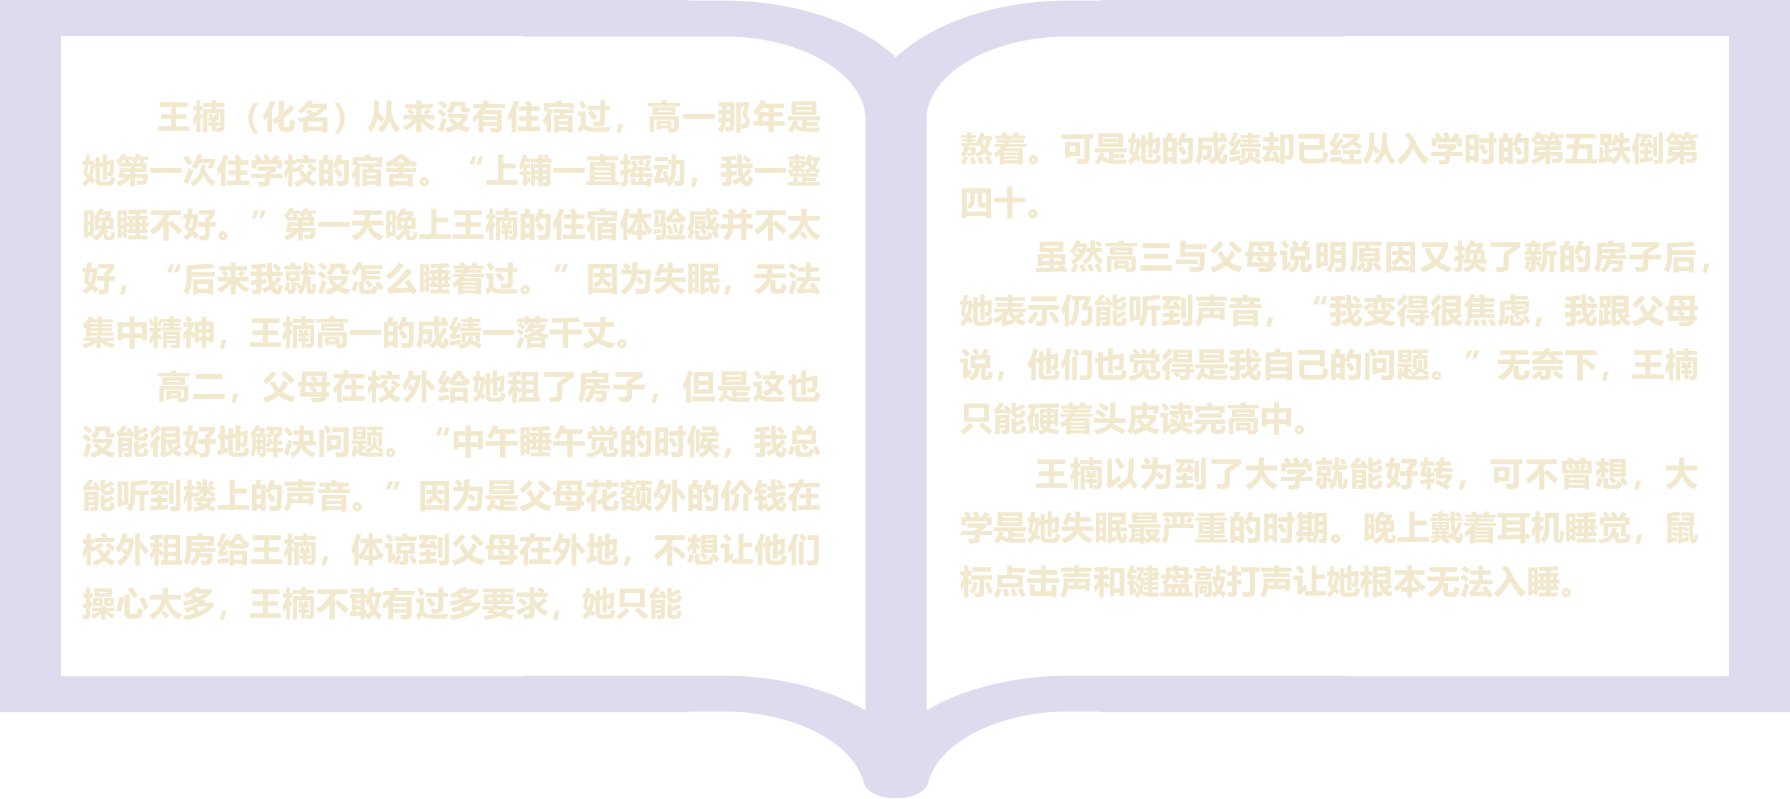 王楠（化名）从来没有住宿过，高一那年是
她第一次住学校的宿舍。“上铺一直摇动，我一整
晚睡不好。”第一天晚上王楠的住宿体验感并不太
好，“后来我就没怎么睡着过。”因为失眠，无法
集中精神，王楠高一的成绩一落千丈。
高二，父母在校外给她租了房子，但是这也
没能很好地解决问题。“中午睡午觉的时候，我总
能听到楼上的声音。”因为是父母花额外的价钱在
校外租房给王楠，体谅到父母在外地，不想让他们
操心太多，王楠不敢有过多要求，她只能
熬着。可是她的成绩却已经从入学时的第五跌倒第
四十。
虽然高三与父母说明原因又换了新的房子后，
她表示仍能听到声音，“我变得很焦虑，我跟父母
说，他们也觉得是我自己的问题。”无奈下，王楠
只能硬着头皮读完高中。
王楠以为到了大学就能好转，可不曾想，大
学是她失眠最严重的时期。晚上戴着耳机睡觉，鼠
标点击声和键盘敲打声让她根本无法入睡。